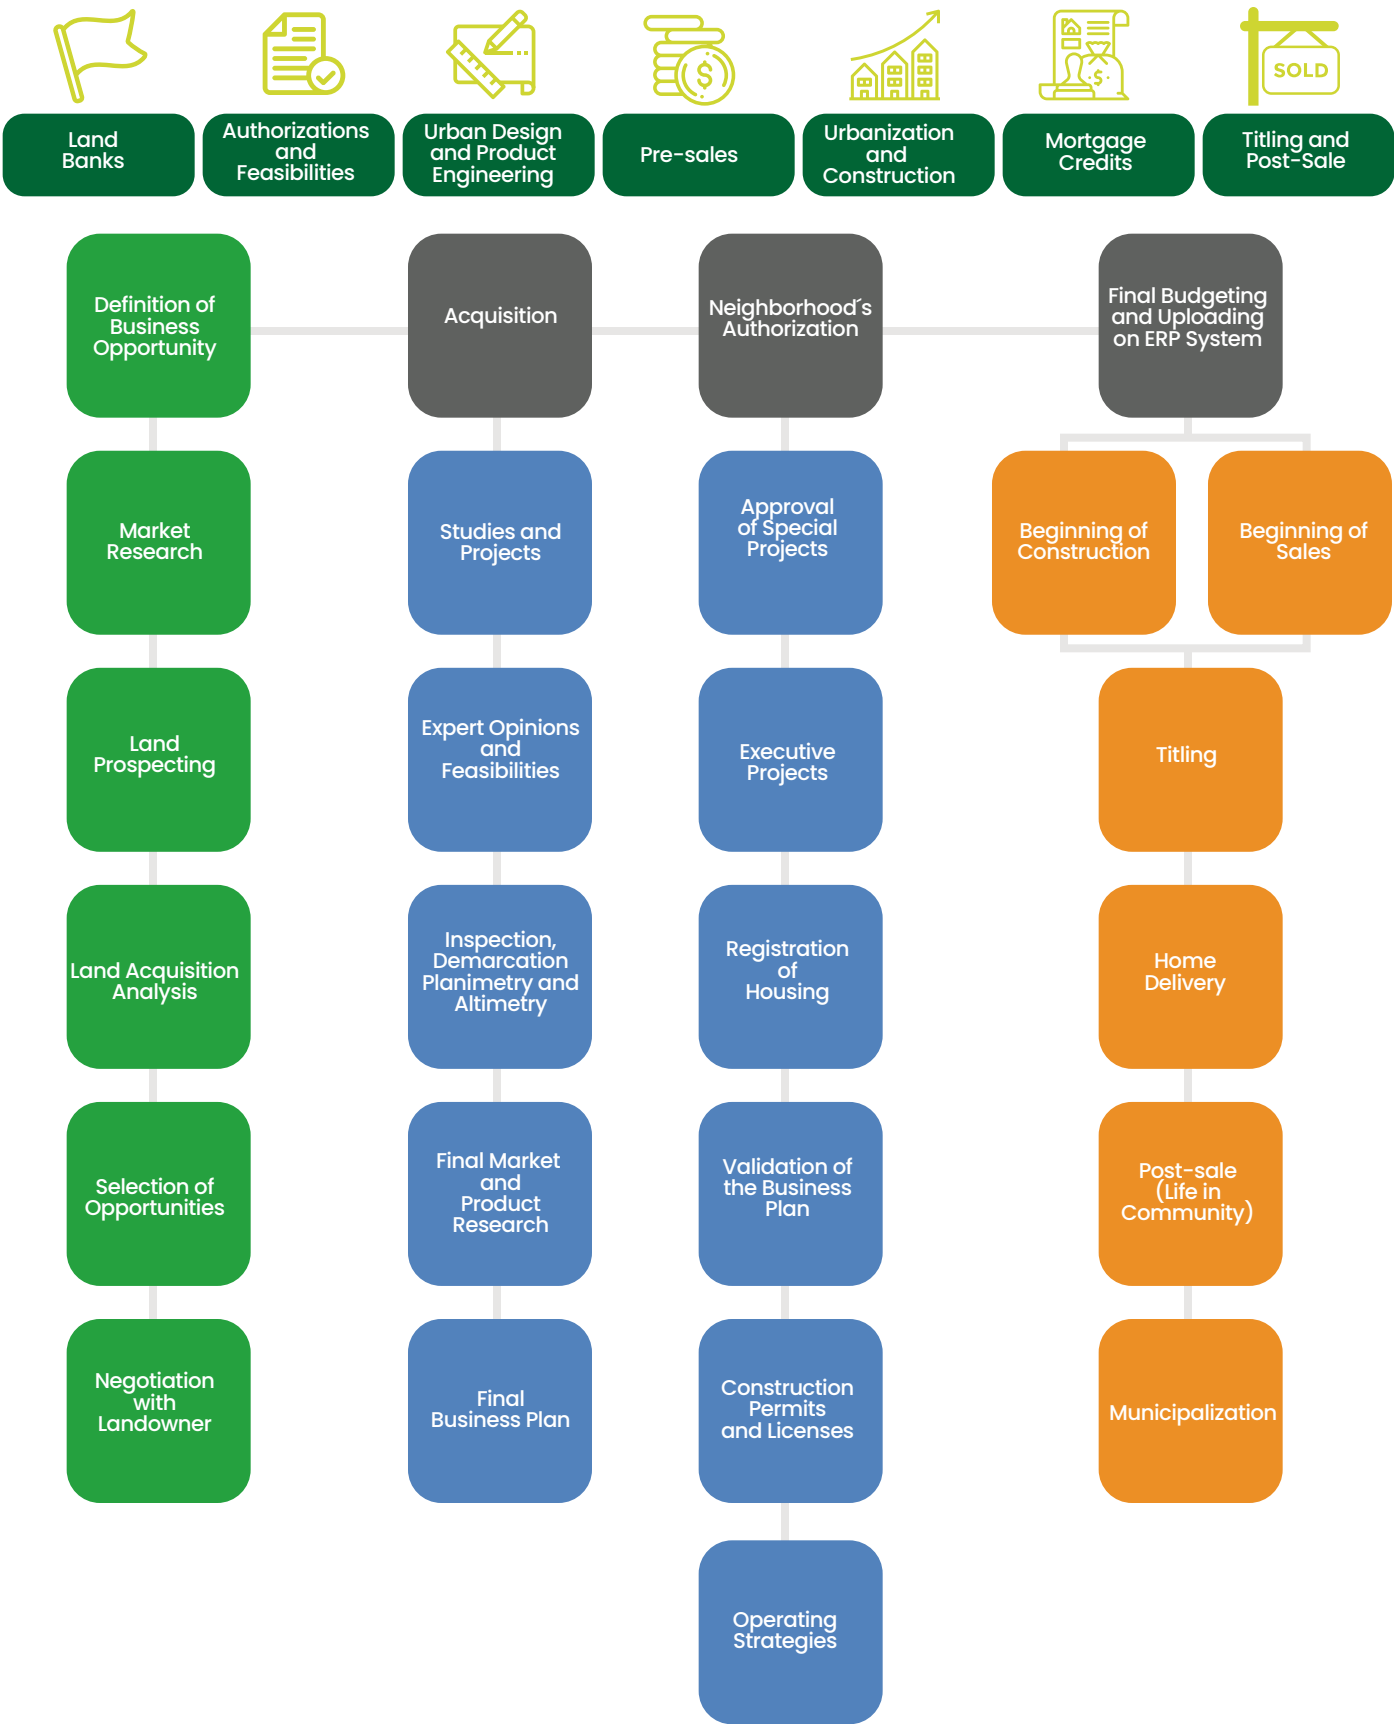 SOLD
Land
Banks
Authorizations
and
Feasibilities
Urban Design
and Product
Engineering
Pre-sales
Urbanization
and
Construction
Mortgage
Credits
Titling and
Post-Sale
Definition of
Business
Opportunity
Acquisition
Neighborhood´s
Authorization
Final Budgeting
and Uploading
on ERP System
Market
Research
Studies and
Projects
Approval
of Special
Projects
Beginning of
Construction
Beginning of
Sales
Land
Prospecting
Expert Opinions
and
Feasibilities
Executive
Projects
Titling
Land Acquisition
Analysis
Inspection,
Demarcation
Planimetry and
Altimetry
Registration
of
Housing
Home
Delivery
Selection of
Opportunities
Final Market
and
Product
Research
Validation of
the Business
Plan
Post-sale
(Life in
Community)
Negotiation
with
Landowner
Final
Business Plan
Construction
Permits
and Licenses
Municipalization
Operating
Strategies